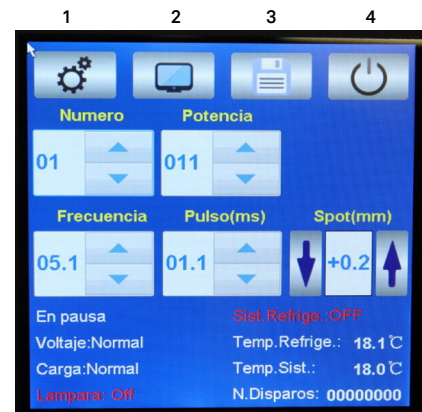 1 2 3 4
Numero Potencia
01 011
Frecuencia Pulso(ms) Spot(mm)
05.1 01.1 +0.2
En pausa Sist.Refrige.:OFF
Voltaje:Normal Temp.Refrige.: 18.1℃
Carga:Normal Temp.Sist.: 18.0℃
Lampara: Off N.Disparos: 00000000